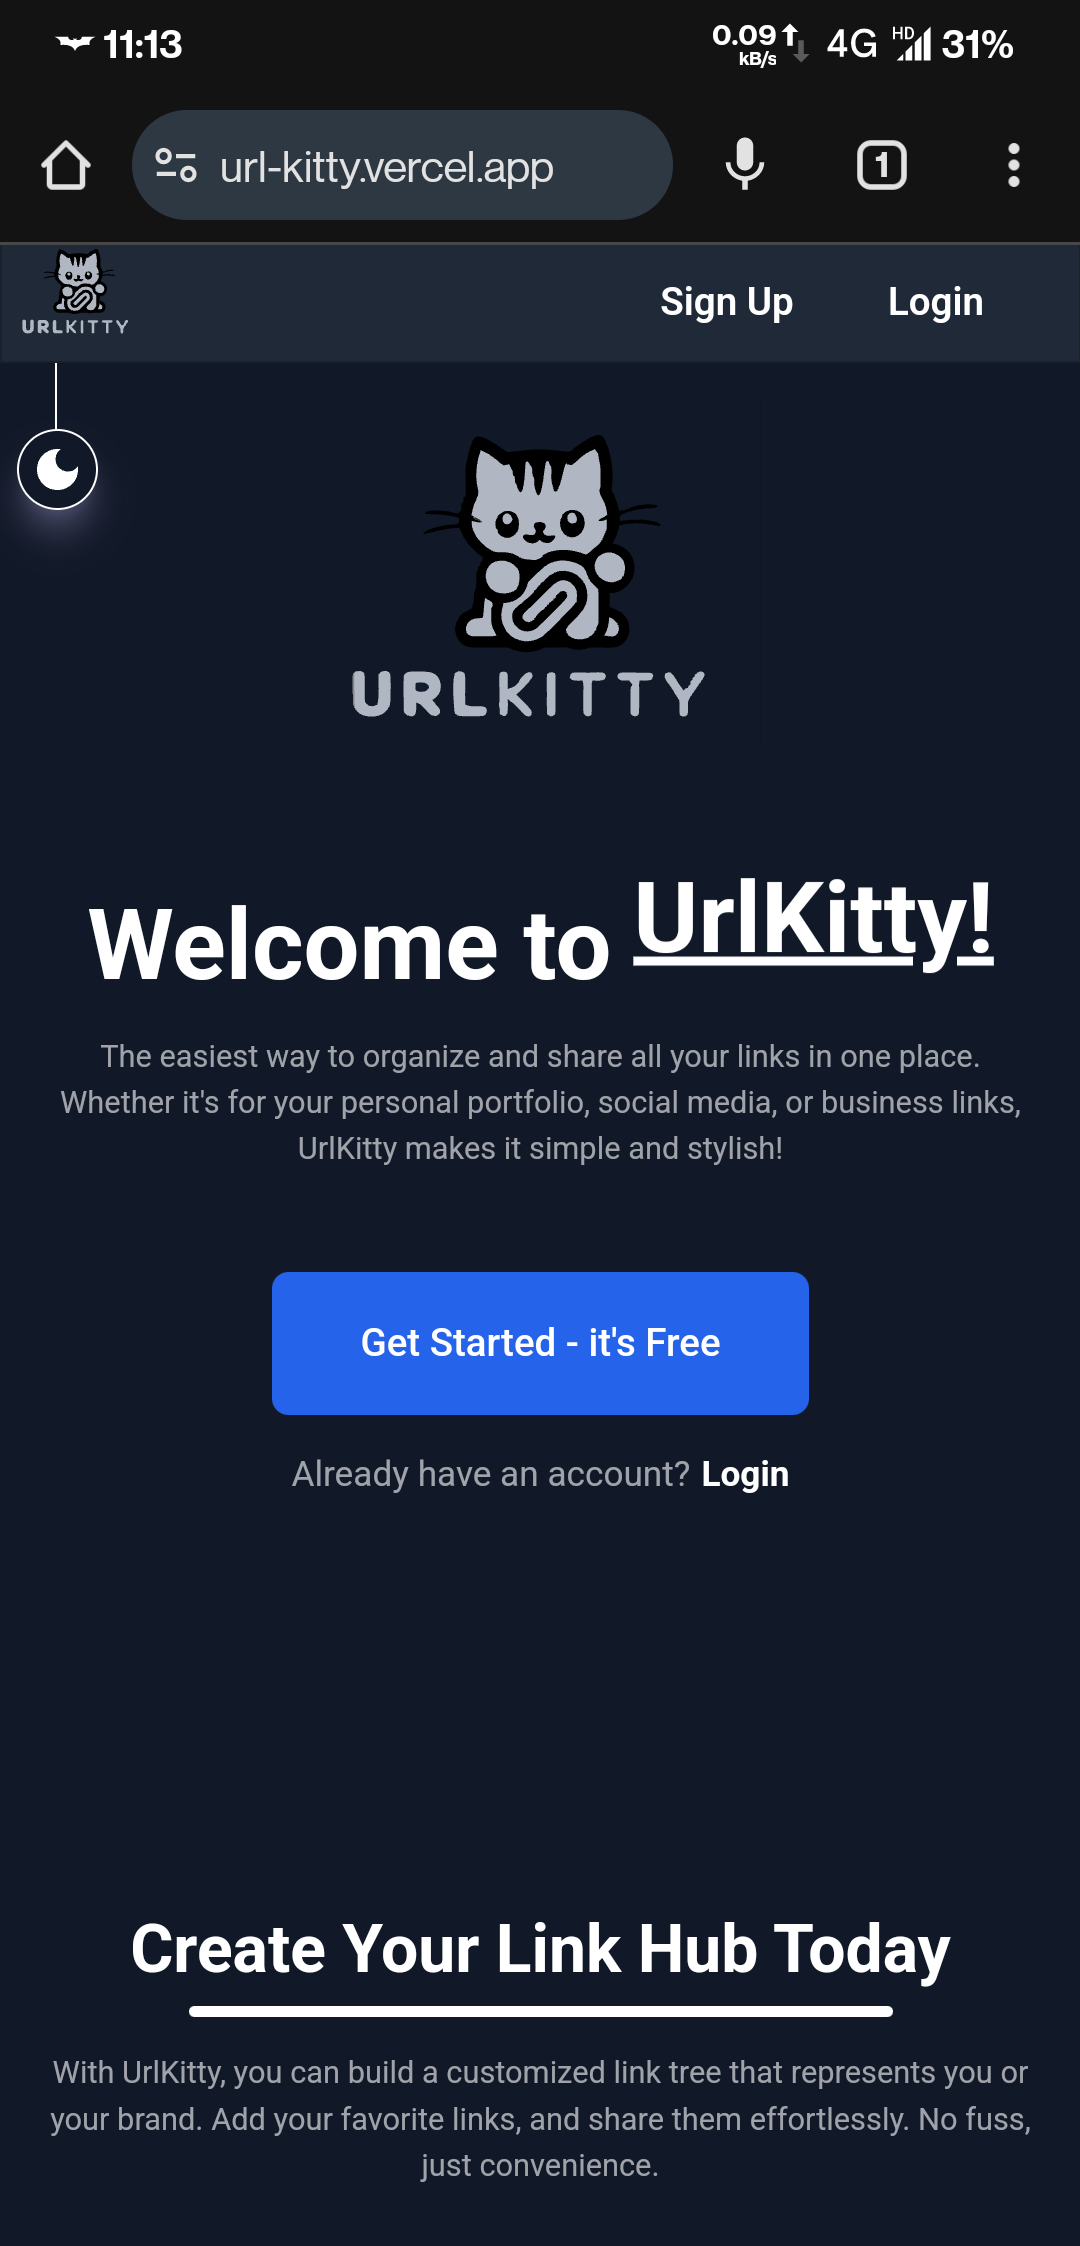 11:13
0.09 kB/s 4G HD 31%
url-kitty.vercel.app
1
URLKITTY
Sign Up
Login
URLKITTY
Welcome to UrlKitty!
The easiest way to organize and share all your links in one place.
Whether it's for your personal portfolio, social media, or business links,
UrlKitty makes it simple and stylish!
Get Started - it's Free
Already have an account? Login
Create Your Link Hub Today
With UrlKitty, you can build a customized link tree that represents you or
your brand. Add your favorite links, and share them effortlessly. No fuss,
just convenience.